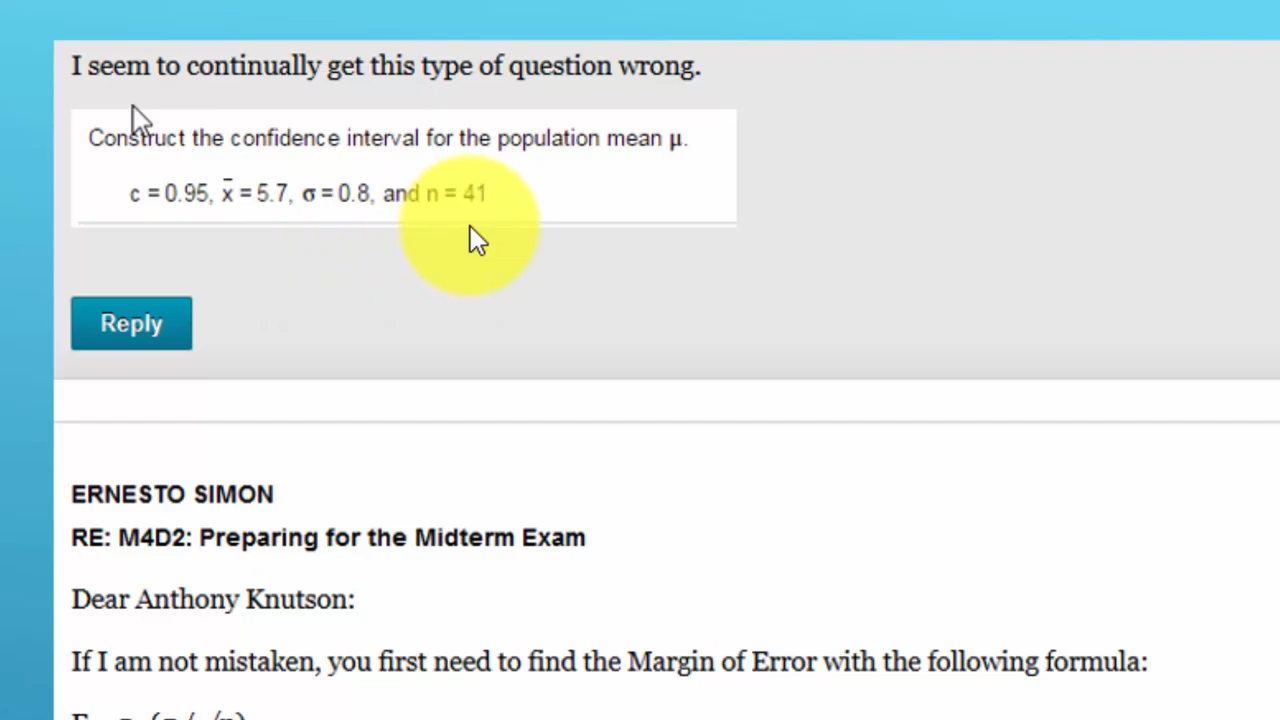 I seem to continually get this type of question wrong.
Construct the confidence interval for the population mean μ.
c = 0.95, x̄ = 5.7, σ = 0.8, and n = 41
Reply
ERNESTO SIMON
RE: M4D2: Preparing for the Midterm Exam
Dear Anthony Knutson:
If I am not mistaken, you first need to find the Margin of Error with the following formula: